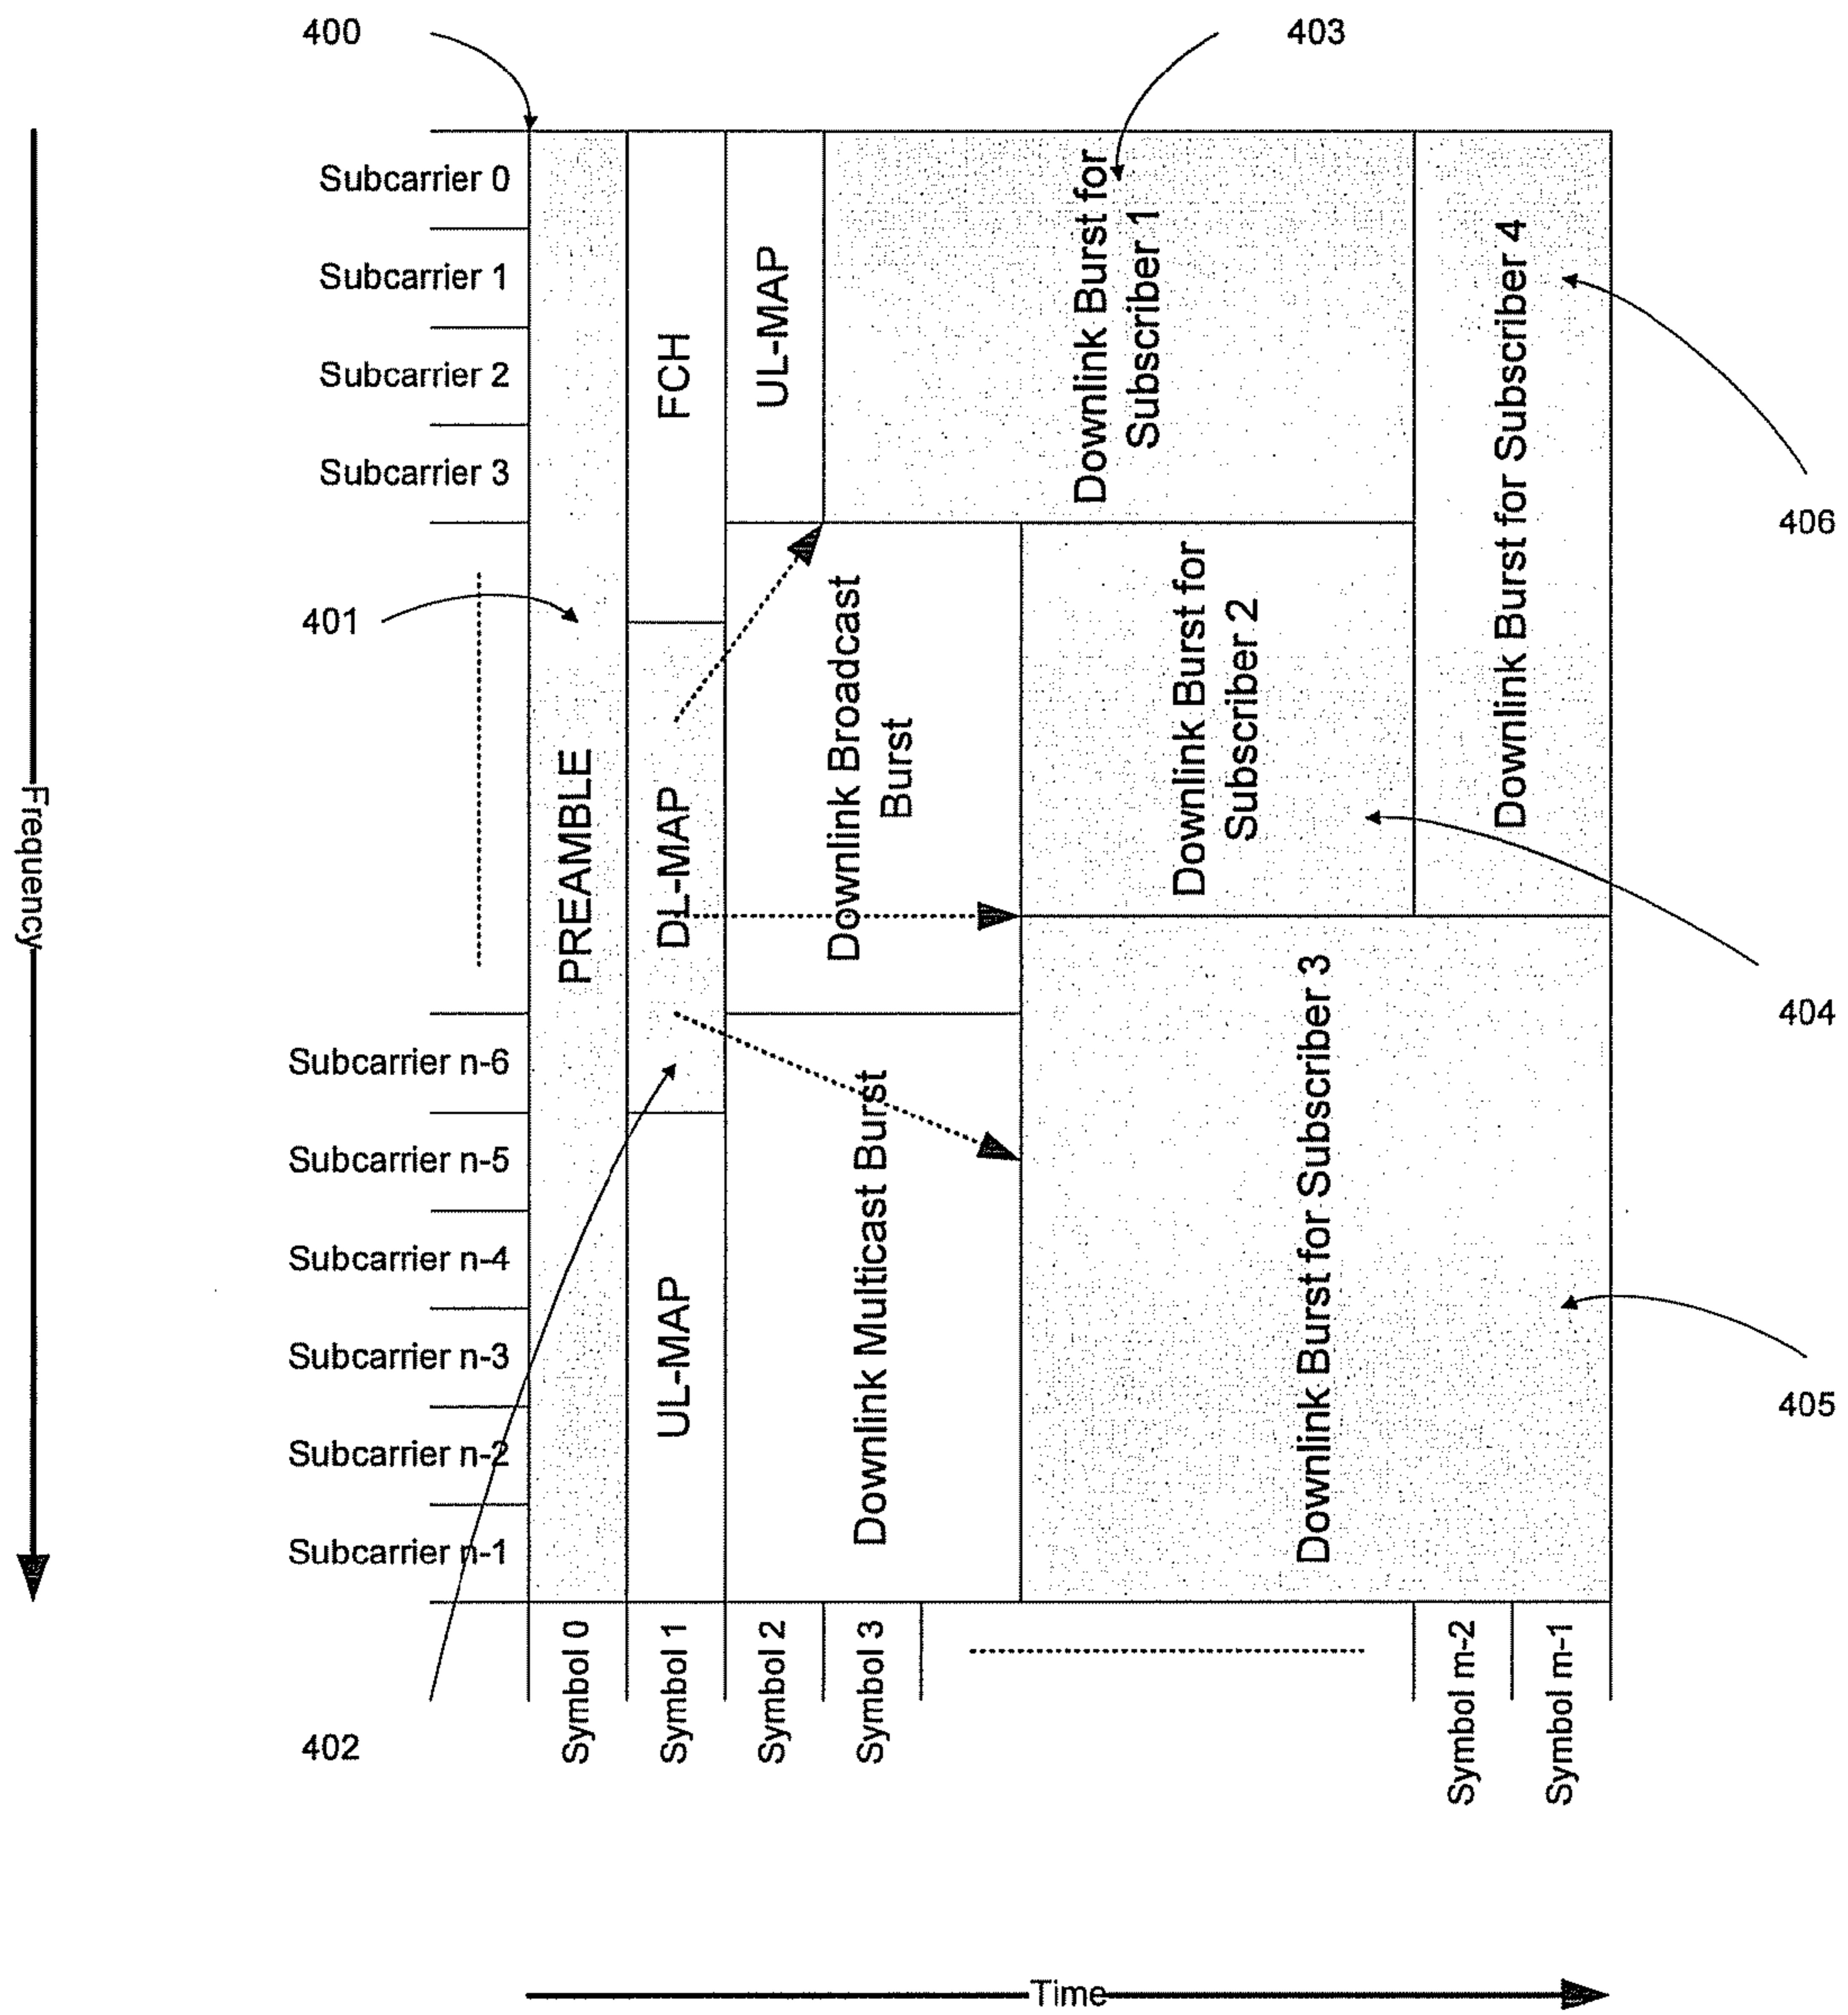 400
403
Subcarrier 0
Subcarrier 1
Subcarrier 2
Subcarrier 3
401
Subcarrier n-6
Subcarrier n-5
Subcarrier n-4
Subcarrier n-3
Subcarrier n-2
Subcarrier n-1
402
Frequency
PREAMBLE
FCH
DL-MAP
UL-MAP
UL-MAP
Downlink Broadcast
Burst
Downlink Multicast Burst
Downlink Burst for
Subscriber 1
Downlink Burst for
Subscriber 2
Downlink Burst for Subscriber 3
Downlink Burst for Subscriber 4
406
404
405
Symbol 0
Symbol 1
Symbol 2
Symbol 3
Symbol m-2
Symbol m-1
Time